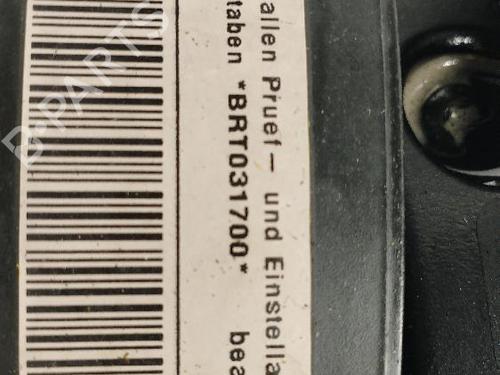 allen Pruef- und Einstella
taben *BRT031700* bea
B-PARTS